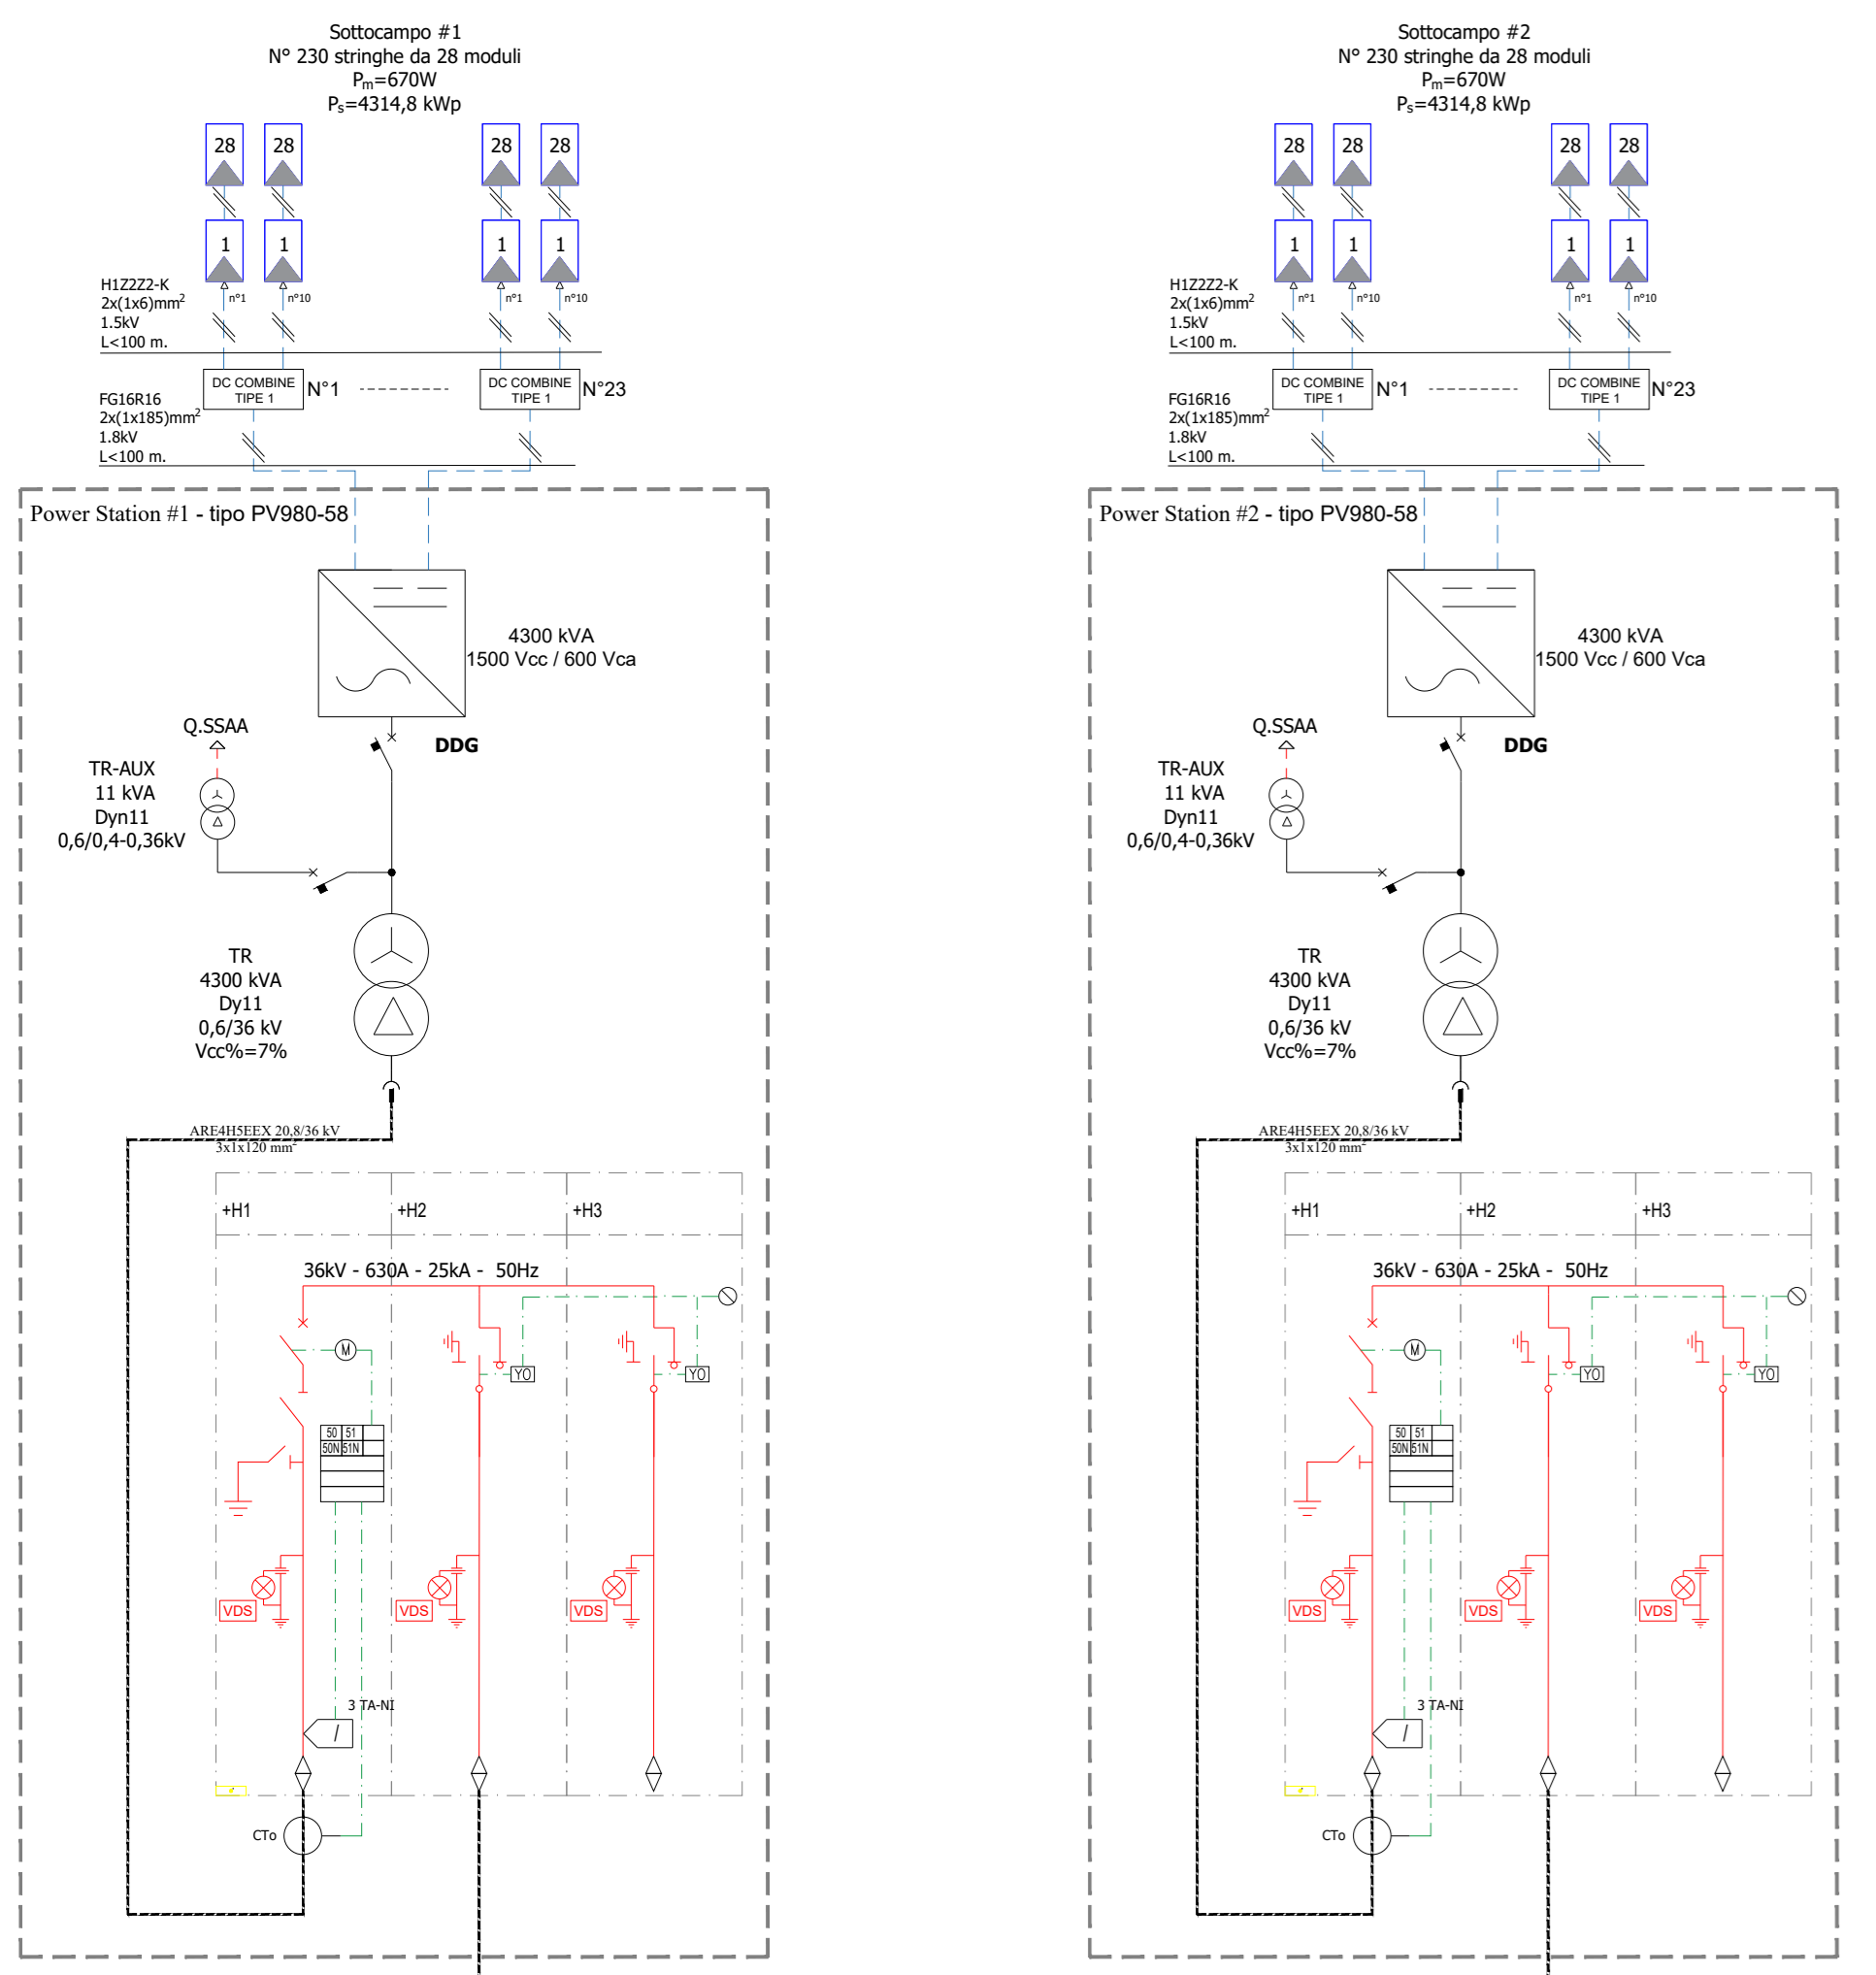 Sottocampo #1
N° 230 stringhe da 28 moduli
Pm=670W
Ps=4314,8 kWp
28 28 28 28
1 1 1 1
n°1 n°10 n°1 n°10
H1Z2Z2-K
2x(1x6)mm²
1.5kV
L<100 m.
DC COMBINE
TIPE 1
N°1
DC COMBINE
TIPE 1
N°23
FG16R16
2x(1x185)mm²
1.8kV
L<100 m.
Power Station #1 - tipo PV980-58
4300 kVA
1500 Vcc / 600 Vca
DDG
Q.SSAA
TR-AUX
11 kVA
Dyn11
0,6/0,4-0,36kV
TR
4300 kVA
Dy11
0,6/36 kV
Vcc%=7%
ARE4H5EEX 20,8/36 kV
3x1x120 mm²
+H1 +H2 +H3
36kV - 630A - 25kA - 50Hz
M
YO YO
50 51
50N 51N
VDS VDS VDS
3 TA-NI
/
CTo
Sottocampo #2
N° 230 stringhe da 28 moduli
Pm=670W
Ps=4314,8 kWp
28 28 28 28
1 1 1 1
n°1 n°10 n°1 n°10
H1Z2Z2-K
2x(1x6)mm²
1.5kV
L<100 m.
DC COMBINE
TIPE 1
N°1
DC COMBINE
TIPE 1
N°23
FG16R16
2x(1x185)mm²
1.8kV
L<100 m.
Power Station #2 - tipo PV980-58
4300 kVA
1500 Vcc / 600 Vca
DDG
Q.SSAA
TR-AUX
11 kVA
Dyn11
0,6/0,4-0,36kV
TR
4300 kVA
Dy11
0,6/36 kV
Vcc%=7%
ARE4H5EEX 20,8/36 kV
3x1x120 mm²
+H1 +H2 +H3
36kV - 630A - 25kA - 50Hz
M
YO YO
50 51
50N 51N
VDS VDS VDS
3 TA-NI
/
CTo